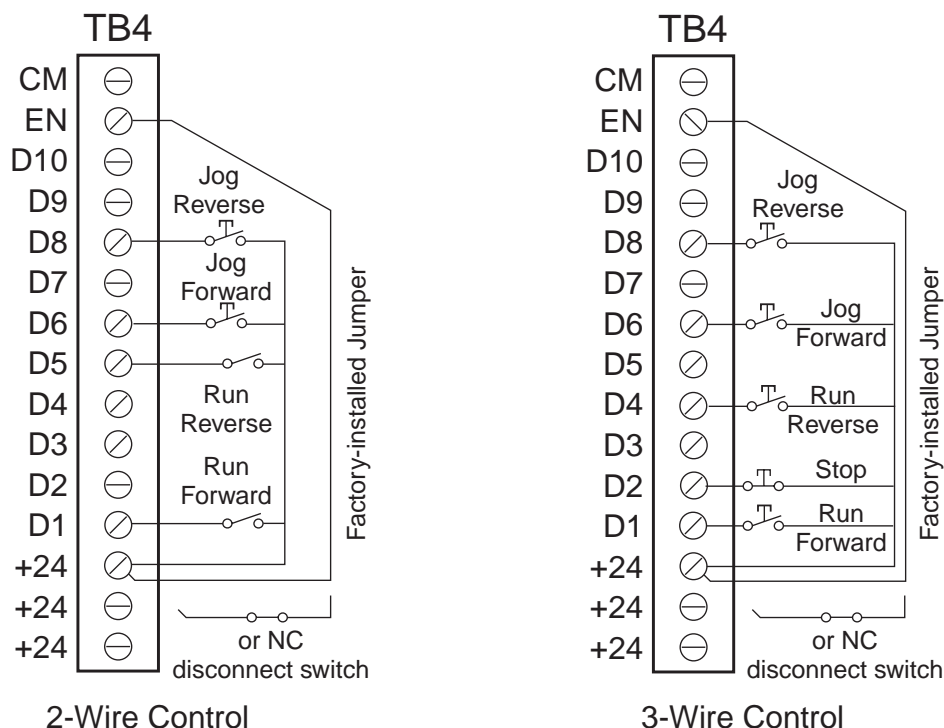 TB4
CM
EN
D10
D9
D8
D7
D6
D5
D4
D3
D2
D1
+24
+24
+24
Jog
Reverse
Jog
Forward
Run
Reverse
Run
Forward
Factory-installed Jumper
or NC
disconnect switch
2-Wire Control
TB4
CM
EN
D10
D9
D8
D7
D6
D5
D4
D3
D2
D1
+24
+24
+24
Jog
Reverse
Jog
Forward
Run
Reverse
Stop
Run
Forward
Factory-installed Jumper
or NC
disconnect switch
3-Wire Control